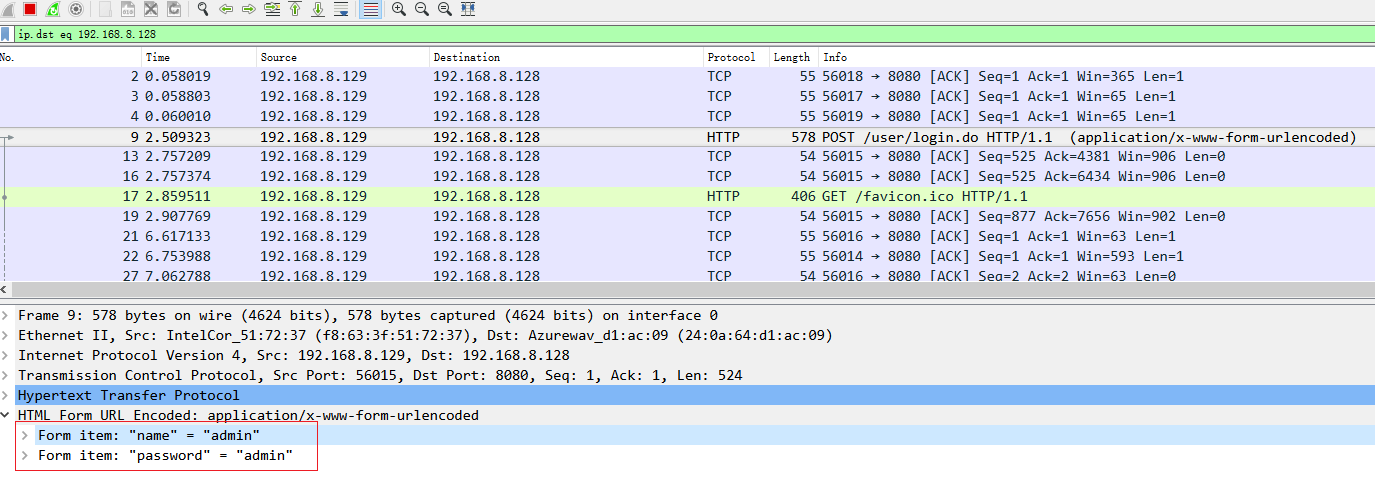 ip.dst eq 192.168.8.128
No. Time Source Destination Protocol Length Info
2 0.058019 192.168.8.129 192.168.8.128 TCP 55 56018 → 8080 [ACK] Seq=1 Ack=1 Win=365 Len=1
3 0.058803 192.168.8.129 192.168.8.128 TCP 55 56017 → 8080 [ACK] Seq=1 Ack=1 Win=65 Len=1
4 0.060010 192.168.8.129 192.168.8.128 TCP 55 56019 → 8080 [ACK] Seq=1 Ack=1 Win=65 Len=1
9 2.509323 192.168.8.129 192.168.8.128 HTTP 578 POST /user/login.do HTTP/1.1 (application/x-www-form-urlencoded)
13 2.757209 192.168.8.129 192.168.8.128 TCP 54 56015 → 8080 [ACK] Seq=525 Ack=4381 Win=906 Len=0
16 2.757374 192.168.8.129 192.168.8.128 TCP 54 56015 → 8080 [ACK] Seq=525 Ack=6434 Win=906 Len=0
17 2.859511 192.168.8.129 192.168.8.128 HTTP 406 GET /favicon.ico HTTP/1.1
19 2.907769 192.168.8.129 192.168.8.128 TCP 54 56015 → 8080 [ACK] Seq=877 Ack=7656 Win=902 Len=0
21 6.617133 192.168.8.129 192.168.8.128 TCP 55 56016 → 8080 [ACK] Seq=1 Ack=1 Win=63 Len=1
22 6.753988 192.168.8.129 192.168.8.128 TCP 55 56014 → 8080 [ACK] Seq=1 Ack=1 Win=593 Len=1
27 7.062788 192.168.8.129 192.168.8.128 TCP 54 56016 → 8080 [ACK] Seq=2 Ack=2 Win=63 Len=0
Frame 9: 578 bytes on wire (4624 bits), 578 bytes captured (4624 bits) on interface 0
Ethernet II, Src: IntelCor_51:72:37 (f8:63:3f:51:72:37), Dst: Azurewav_d1:ac:09 (24:0a:64:d1:ac:09)
Internet Protocol Version 4, Src: 192.168.8.129, Dst: 192.168.8.128
Transmission Control Protocol, Src Port: 56015, Dst Port: 8080, Seq: 1, Ack: 1, Len: 524
Hypertext Transfer Protocol
HTML Form URL Encoded: application/x-www-form-urlencoded
Form item: "name" = "admin"
Form item: "password" = "admin"